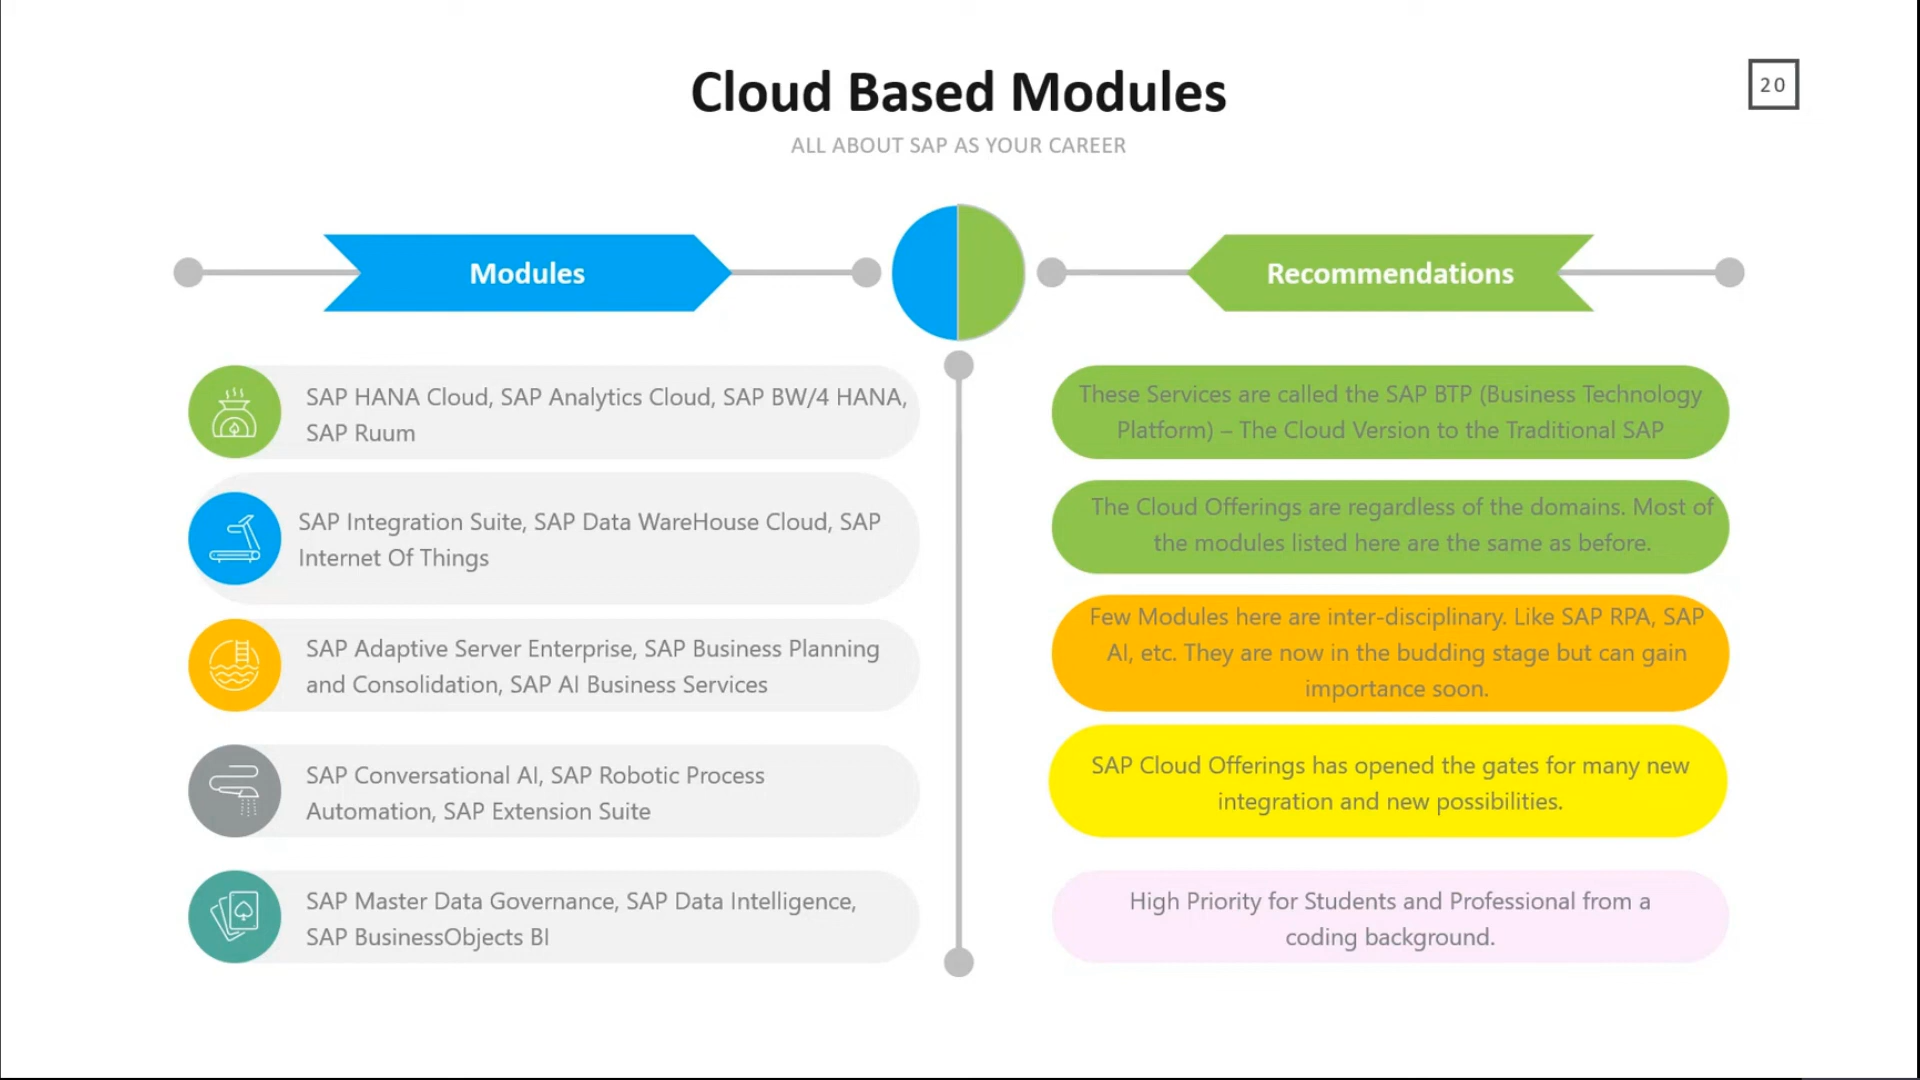 Cloud Based Modules
20
ALL ABOUT SAP AS YOUR CAREER
Modules
Recommendations
SAP HANA Cloud, SAP Analytics Cloud, SAP BW/4 HANA,
SAP Ruum
SAP Integration Suite, SAP Data WareHouse Cloud, SAP
Internet Of Things
SAP Adaptive Server Enterprise, SAP Business Planning
and Consolidation, SAP AI Business Services
SAP Conversational AI, SAP Robotic Process
Automation, SAP Extension Suite
SAP Master Data Governance, SAP Data Intelligence,
SAP BusinessObjects BI
These Services are called the SAP BTP (Business Technology
Platform) – The Cloud Version to the Traditional SAP
The Cloud Offerings are regardless of the domains. Most of
the modules listed here are the same as before.
Few Modules here are inter-disciplinary. Like SAP RPA, SAP
AI, etc. They are now in the budding stage but can gain
importance soon.
SAP Cloud Offerings has opened the gates for many new
integration and new possibilities.
High Priority for Students and Professional from a
coding background.